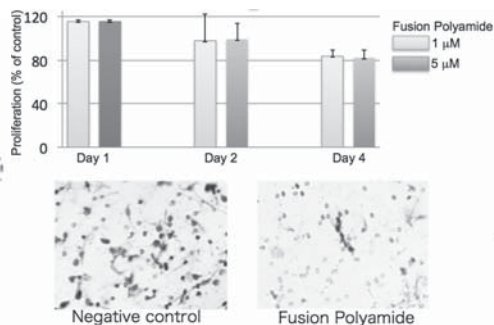 Proliferation (% of control)
120
80
40
0
Day 1
Day 2
Day 4
Fusion Polyamide
1 µM
5 µM
Negative control
Fusion Polyamide